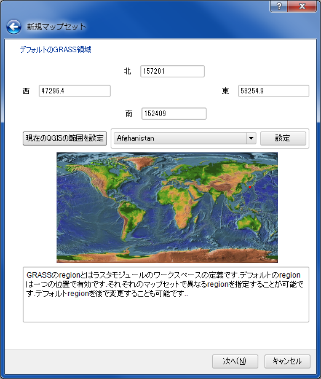 新規マップセット
デフォルトのGRASS領域
北 157201
西 47296.4 東 58254.9
南 152409
現在のQGISの範囲を設定 Afghanistan 設定
GRASSのregionとはラスタモジュールのワークスペースの定義です.デフォルトのregion
は一つの位置で有効です.それぞれのマップセットで異なるregionを指定することが可能で
す.デフォルトregionを後で変更することも可能です..
次へ(N) キャンセル